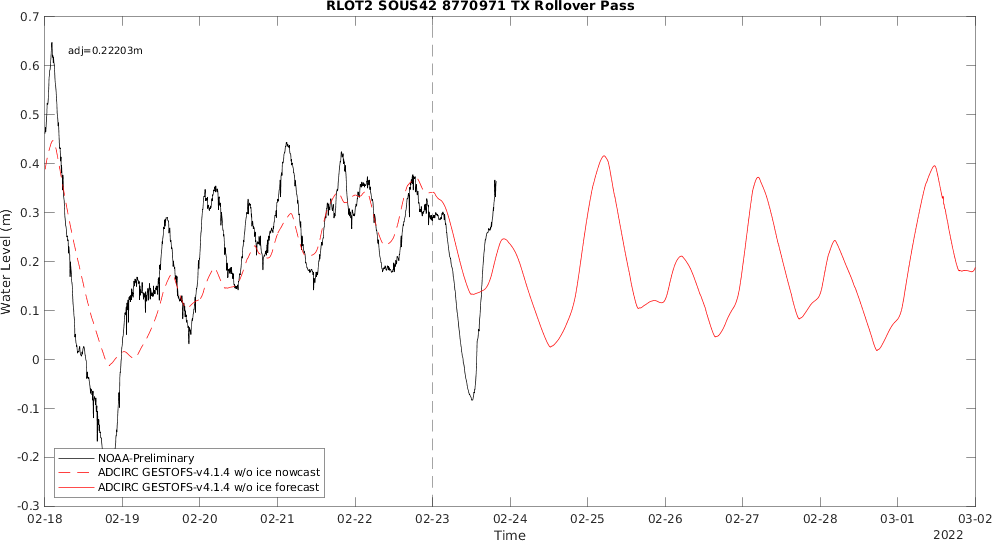 RLOT2 SOUS42 8770971 TX Rollover Pass
adj=0.22203m
0.7
0.6
0.5
0.4
0.3
0.2
0.1
0
-0.1
-0.2
-0.3
Water Level (m)
NOAA-Preliminary
ADCIRC GESTOFS-v4.1.4 w/o ice nowcast
ADCIRC GESTOFS-v4.1.4 w/o ice forecast
02-18 02-19 02-20 02-21 02-22 02-23 02-24 02-25 02-26 02-27 02-28 03-01 03-02
Time
2022